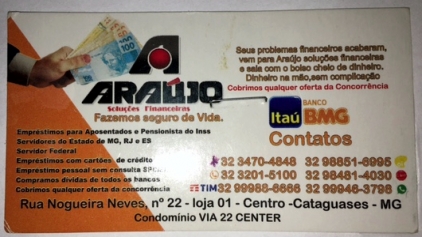 Seus problemas financeiros acabaram,
vem para Araújo soluções financeiras
e saia com o bolso cheio de dinheiro.
Dinheiro na mão,sem complicação
Cobrimos qualquer oferta da Concorrência
ARAÚJO
Soluções Financeiras
Fazemos seguro de Vida.
Itaú
BANCO
BMG
Contatos
Empréstimos para Aposentados e Pensionista do Inss
Servidores do Estado de MG, RJ e ES
Servidor Federal
Empréstimos com cartões de crédito
Empréstimo pessoal sem consulta
Compramos dívidas de todos os bancos
Cobrimos qualquer oferta da concorrência
32 3470-4848 32 98851-6995
32 3201-5100 32 98481-4030
TIM 32 99988-6666 32 99946-3798
Rua Nogueira Neves, nº 22 - loja 01 - Centro -Cataguases - MG
Condomínio VIA 22 CENTER